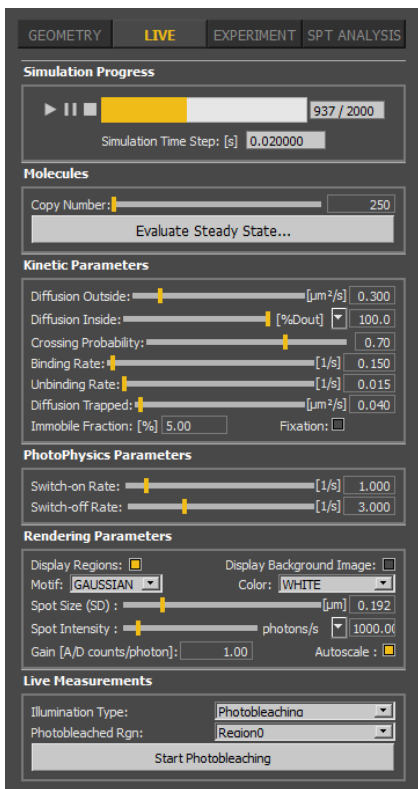 GEOMETRY LIVE EXPERIMENT SPT ANALYSIS
Simulation Progress
937 / 2000
Simulation Time Step: [s] 0.020000
Molecules
Copy Number: 250
Evaluate Steady State...
Kinetic Parameters
Diffusion Outside: [µm²/s] 0.300
Diffusion Inside: [%Dout] 100.0
Crossing Probability: 0.70
Binding Rate: [1/s] 0.150
Unbinding Rate: [1/s] 0.015
Diffusion Trapped: [µm²/s] 0.040
Immobile Fraction: [%] 5.00 Fixation:
PhotoPhysics Parameters
Switch-on Rate: [1/s] 1.000
Switch-off Rate: [1/s] 3.000
Rendering Parameters
Display Regions: Display Background Image:
Motif: GAUSSIAN Color: WHITE
Spot Size (SD) : [µm] 0.192
Spot Intensity : photons/s 1000.00
Gain [A/D counts/photon]: 1.00 Autoscale :
Live Measurements
Illumination Type: Photobleaching
Photobleached Rgn: Region0
Start Photobleaching